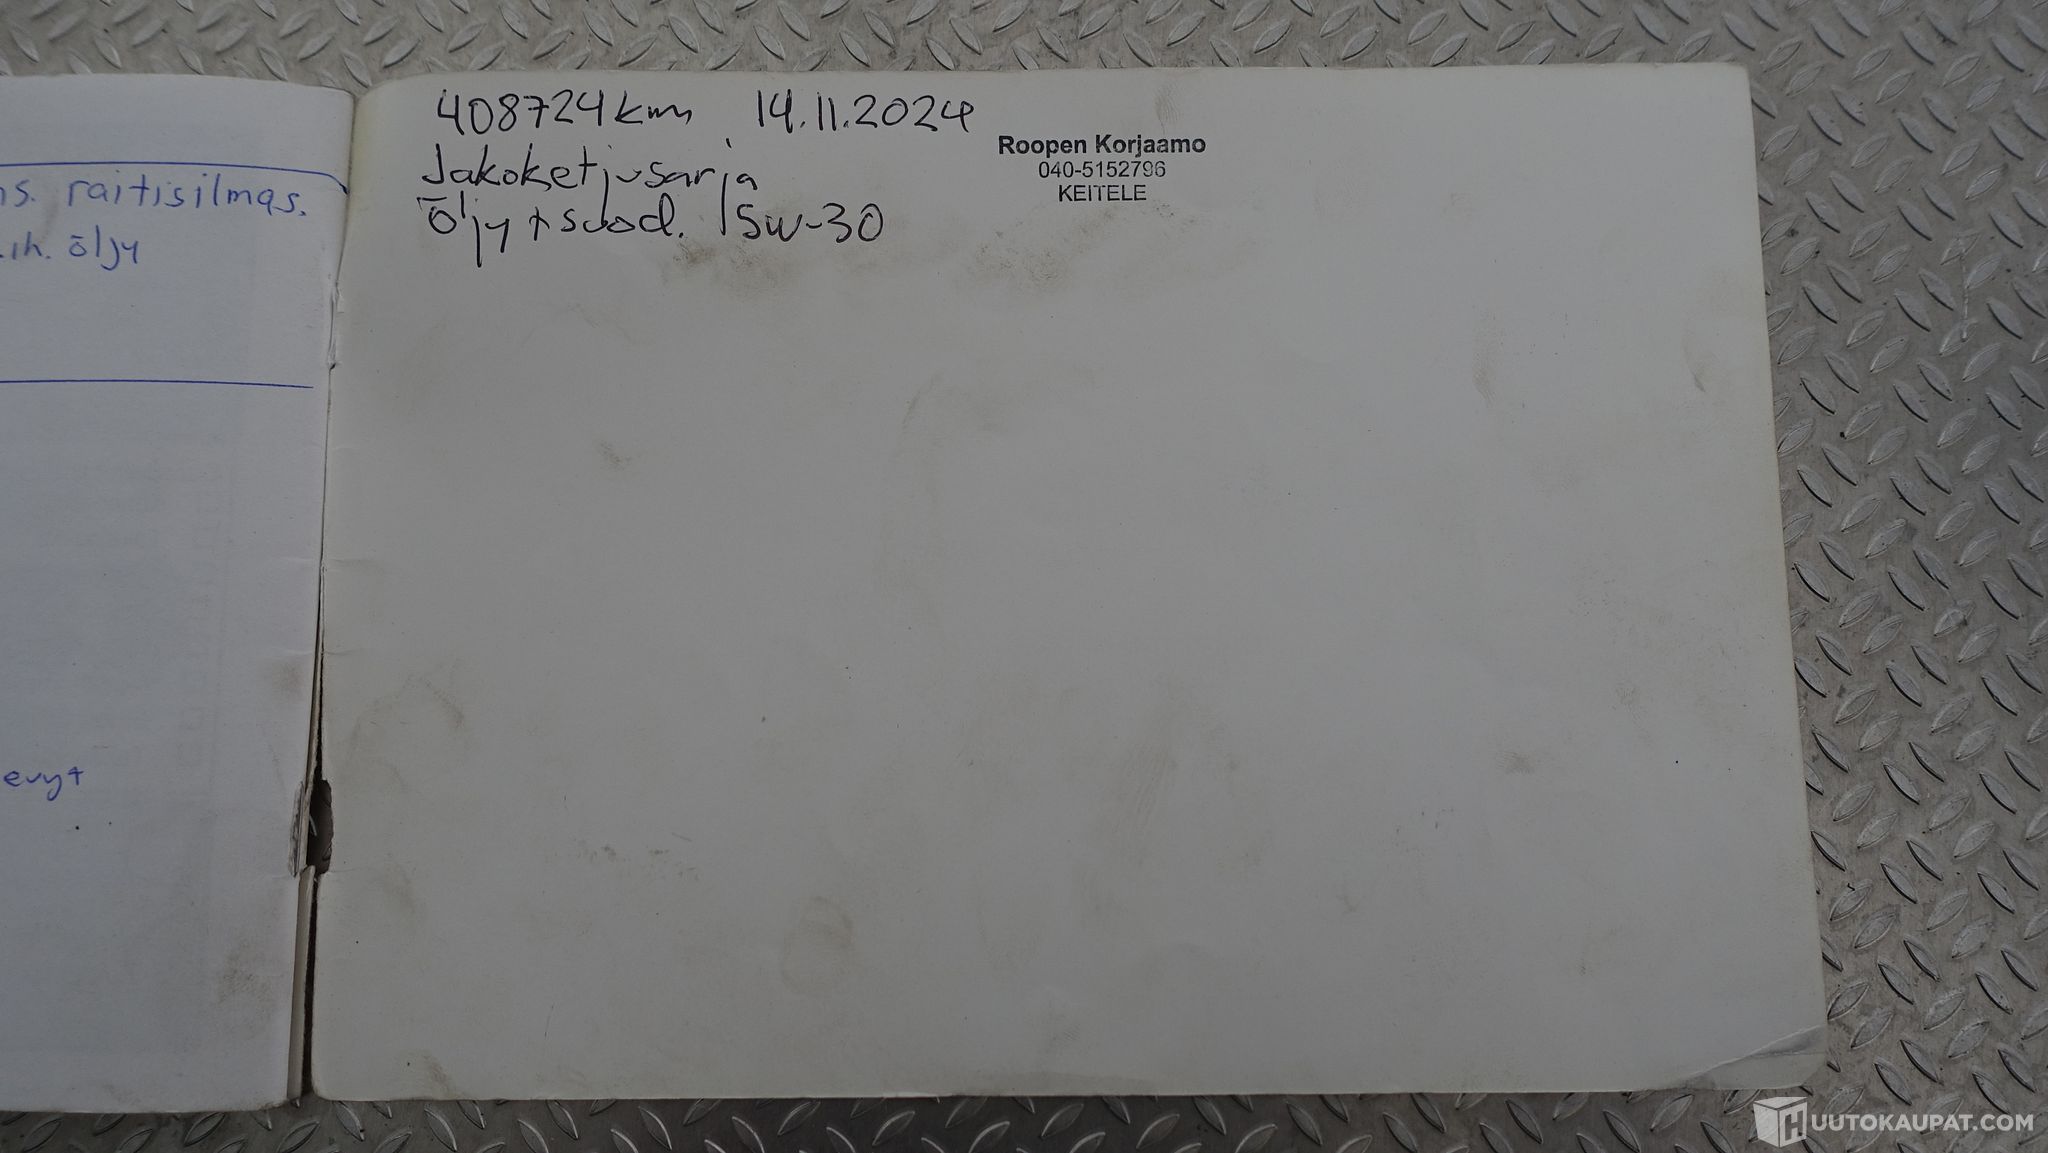 ns. raitisilmas.
.ih. öljy
evyt
408724km 14.11.2024
Jakoketjusarja
Öljy + suod. 5w-30
Roopen Korjaamo
040-5152796
KEITELE
HUUTOKAUPAT.COM